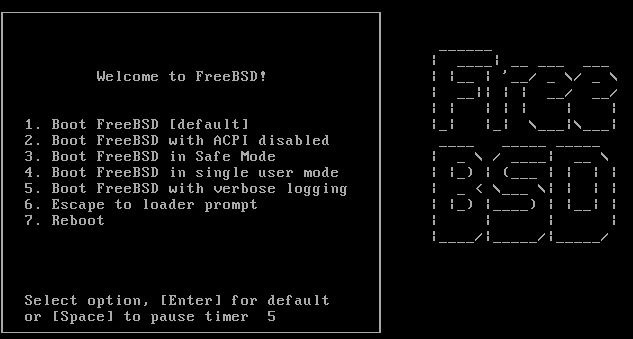 Welcome to FreeBSD!
1. Boot FreeBSD [default]
2. Boot FreeBSD with ACPI disabled
3. Boot FreeBSD in Safe Mode
4. Boot FreeBSD in single user mode
5. Boot FreeBSD with verbose logging
6. Escape to loader prompt
7. Reboot
Select option, [Enter] for default
or [Space] to pause timer 5
Free
BSD